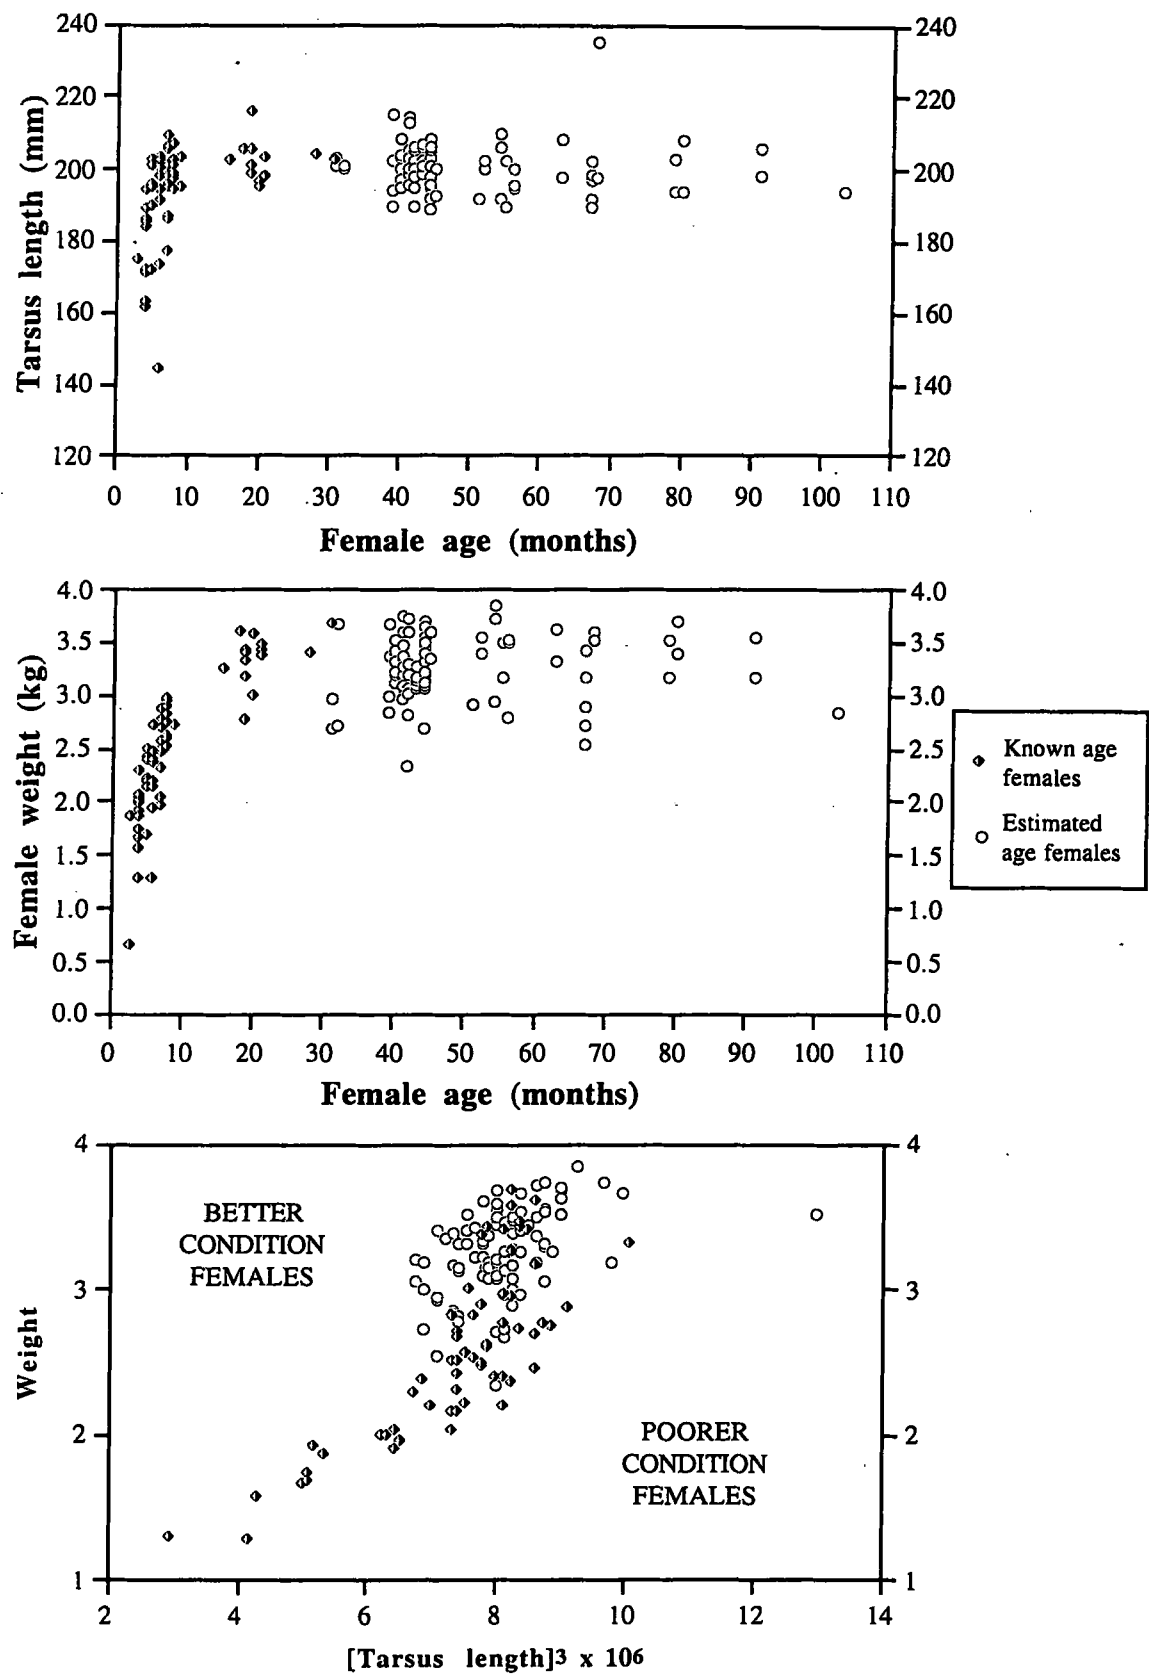 240
220
200
180
160
140
120
240
220
200
180
160
140
120
Tarsus length (mm)
0 10 20 30 40 50 60 70 80 90 100 110
Female age (months)
4.0
3.5
3.0
2.5
2.0
1.5
1.0
0.5
0.0
4.0
3.5
3.0
2.5
2.0
1.5
1.0
0.5
0.0
Female weight (kg)
0 10 20 30 40 50 60 70 80 90 100 110
Female age (months)
Known age
females
Estimated
age females
4
3
2
1
4
3
2
1
Weight
BETTER
CONDITION
FEMALES
POORER
CONDITION
FEMALES
2 4 6 8 10 12 14
[Tarsus length]3 x 106